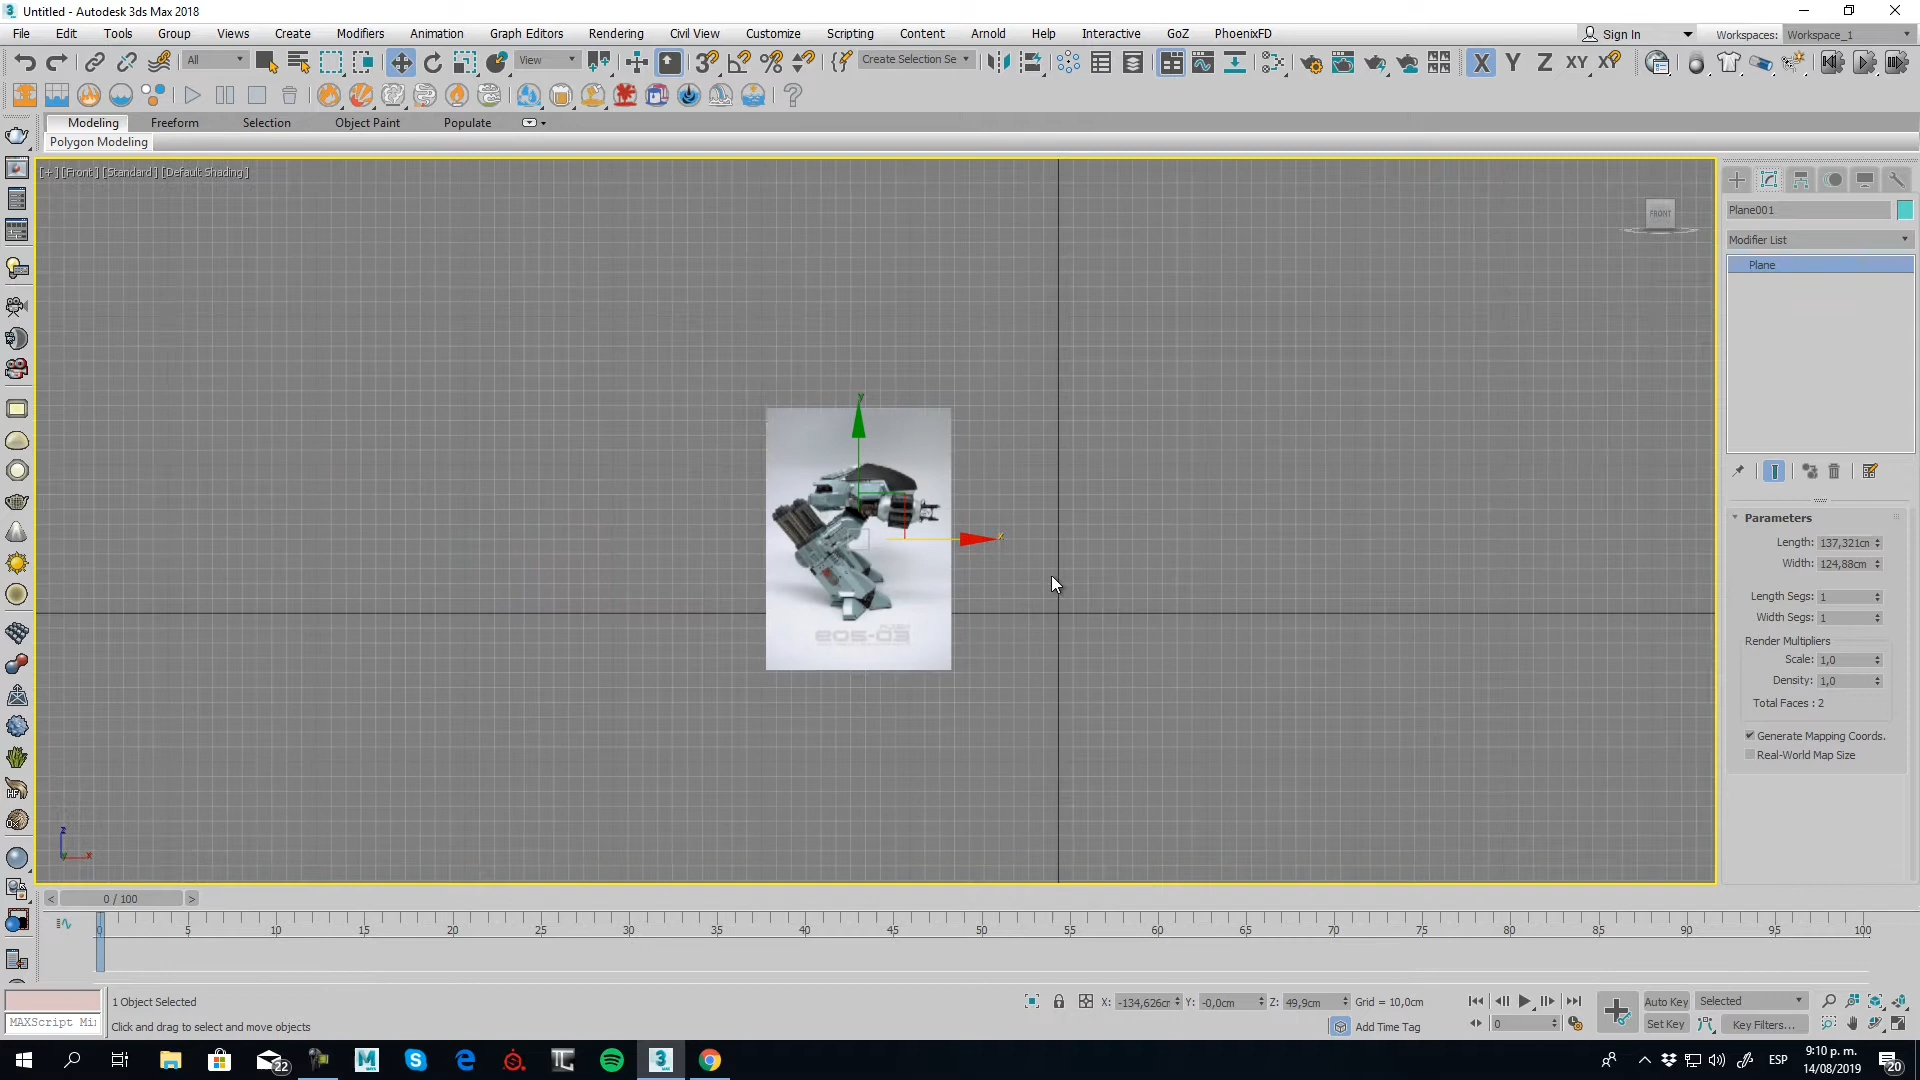 Untitled - Autodesk 3ds Max 2018
File Edit Tools Group Views Create Modifiers Animation Graph Editors Rendering Civil View Customize Scripting Content Arnold Help Interactive GoZ PhoenixFD
Sign In Workspaces: Workspace_1
All View Create Selection Se X Y Z XY XY
Modeling Freeform Selection Object Paint Populate
Polygon Modeling
[+] [Front] [Standard] [Default Shading]
FRONT
Plane001
Modifier List
Plane
y
x
eos-03
Parameters
Length: 137,321cm
Width: 124,88cm
Length Segs: 1
Width Segs: 1
Render Multipliers
Scale: 1,0
Density: 1,0
Total Faces : 2
Generate Mapping Coords.
Real-World Map Size
z
y x
< 0 / 100 >
0 5 10 15 20 25 30 35 40 45 50 55 60 65 70 75 80 85 90 95 100
1 Object Selected
X: -134,626cm Y: -0,0cm Z: 49,9cm Grid = 10,0cm
Auto Key Selected
MAXScript Mi
Click and drag to select and move objects
Add Time Tag
0
Set Key Key Filters...
22
ESP
9:10 p. m.
14/08/2019
20